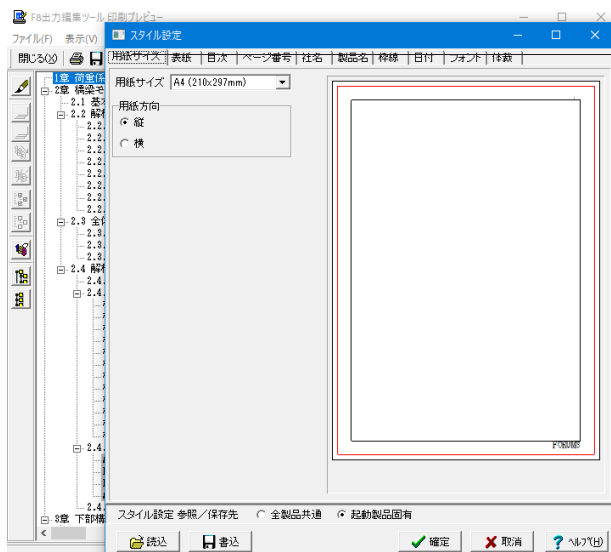 F8出力編集ツール 印刷プレビュー
ファイル(F) 表示(V)
閉じる(X)
スタイル設定
用紙サイズ 表紙 目次 ページ番号 社名 製品名 枠線 日付 フォント 体裁
用紙サイズ A4 (210x297mm)
用紙方向
縦
横
1章 荷重係
2章 橋梁モ
2.1 基本
2.2 解析
2.2.
2.2.
2.2.
2.2.
2.2.
2.2.
2.2.
2.2.
2.3 全体
2.3.
2.3.
2.3.
2.4 解析
2.4.
2.4.
2.4.
2.4.
3章 下部構
FORUM8
スタイル設定 参照/保存先 全製品共通 起動製品固有
読込 書込 確定 取消 ヘルプ(H)